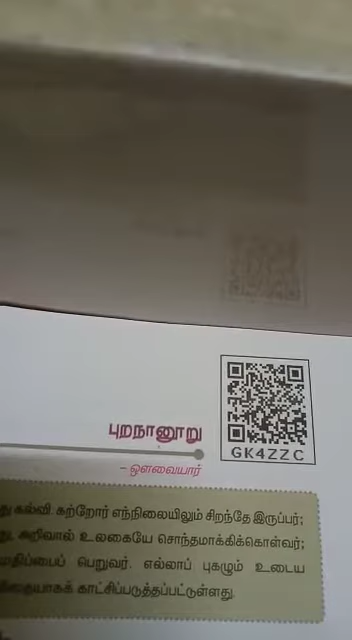 GK4ZZC
புறநானூறு
– ஔவையார்
கல்வி கற்றோர் எந்நிலையிலும் சிறந்தே இருப்பர்;
அறிவால் உலகையே சொந்தமாக்கிக்கொள்வர்;
பெறுவர். எல்லாப் புகழும் உடைய
காட்சிப்படுத்தப்பட்டுள்ளது.